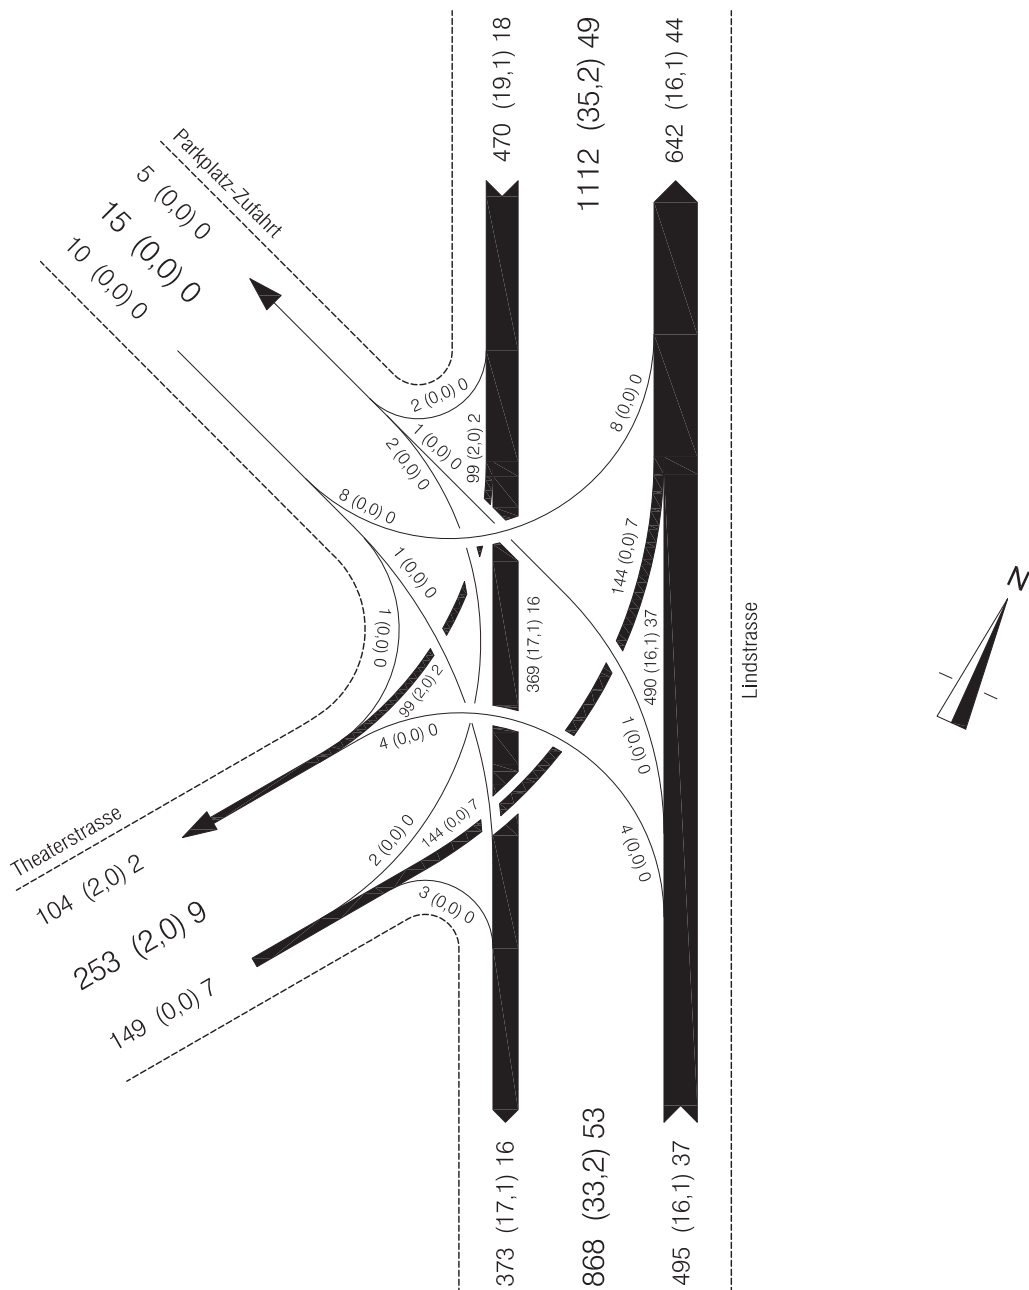 470 (19,1) 18
1112 (35,2) 49
642 (16,1) 44
Parkplatz-Zufahrt
5 (0,0) 0
15 (0,0) 0
10 (0,0) 0
2 (0,0) 0
1 (0,0) 0
2 (0,0) 0
99 (2,0) 2
8 (0,0) 0
8 (0,0) 0
1 (0,0) 0
1 (0,0) 0
144 (0,0) 7
369 (17,1) 16
490 (16,1) 37
Lindstrasse
N
99 (2,0) 2
4 (0,0) 0
1 (0,0) 0
2 (0,0) 0
144 (0,0) 7
4 (0,0) 0
3 (0,0) 0
Theaterstrasse
104 (2,0) 2
253 (2,0) 9
149 (0,0) 7
373 (17,1) 16
868 (33,2) 53
495 (16,1) 37